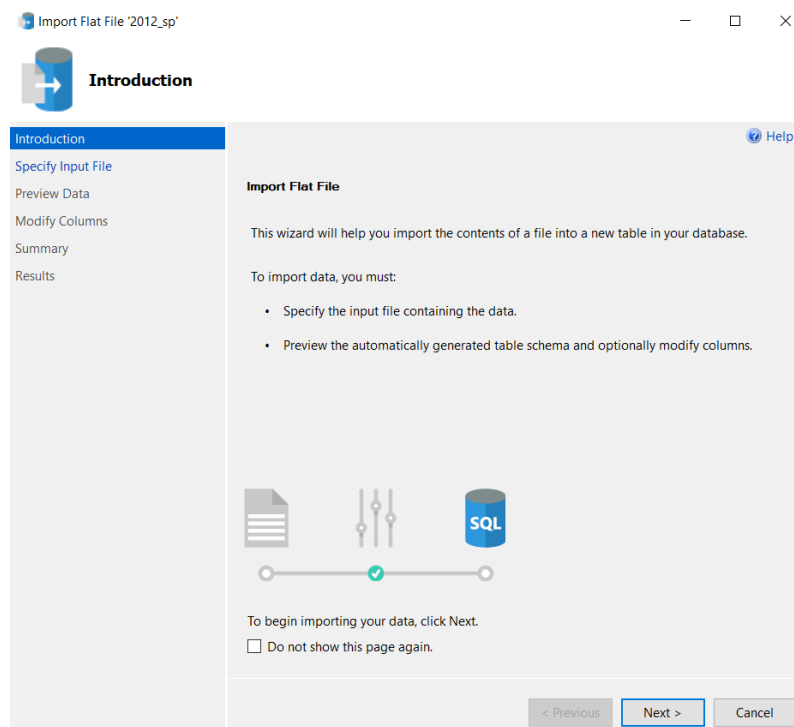 Import Flat File '2012_sp'
Introduction
Introduction
Help
Specify Input File
Preview Data
Modify Columns
Summary
Results
Import Flat File
This wizard will help you import the contents of a file into a new table in your database.
To import data, you must:
• Specify the input file containing the data.
• Preview the automatically generated table schema and optionally modify columns.
SQL
To begin importing your data, click Next.
Do not show this page again.
< Previous
Next >
Cancel